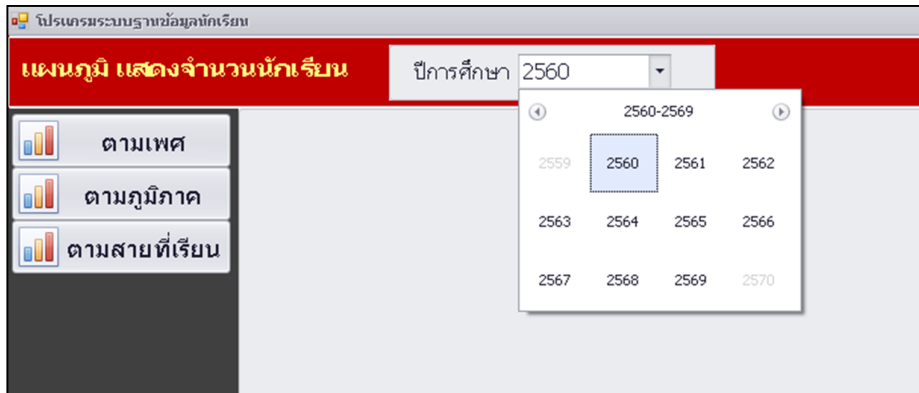 โปรแกรมระบบฐานข้อมูลนักเรียน
แผนภูมิ แสดงจำนวนนักเรียน
ปีการศึกษา 2560
2560-2569
2559 2560 2561 2562
2563 2564 2565 2566
2567 2568 2569 2570
ตามเพศ
ตามภูมิภาค
ตามสายที่เรียน